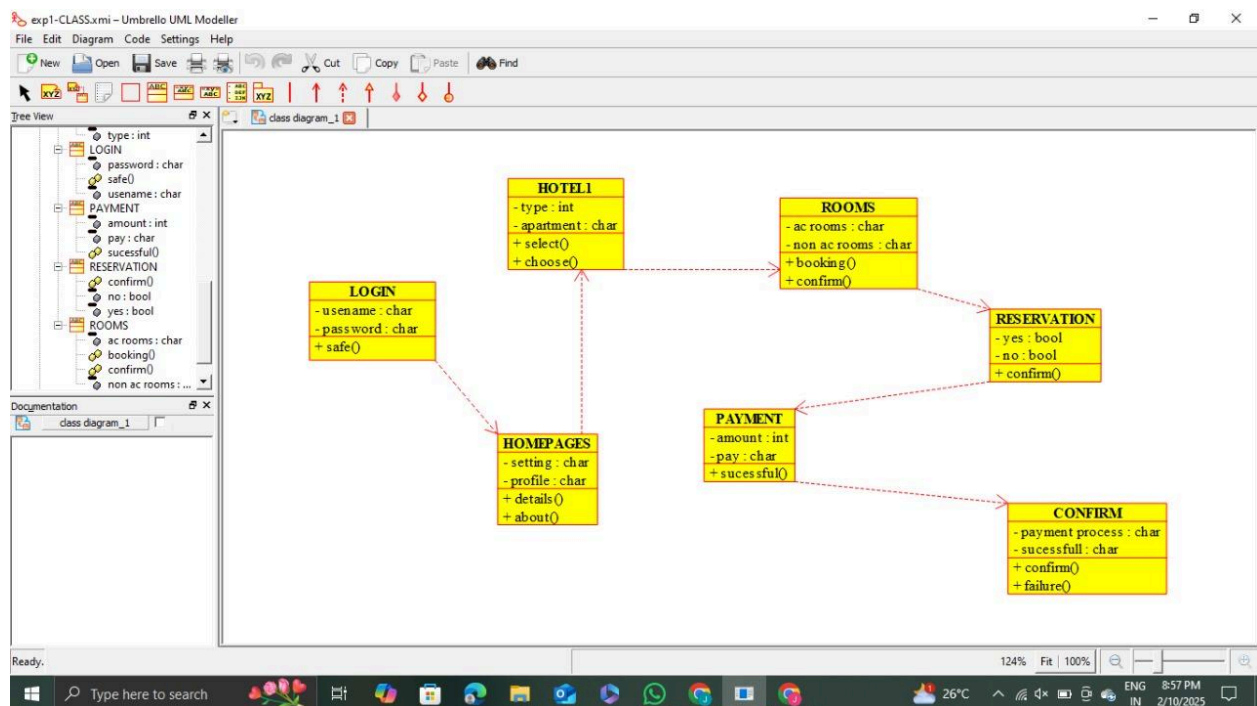 exp1-CLASS.xmi – Umbrello UML Modeller
File Edit Diagram Code Settings Help
New Open Save Cut Copy Paste Find
Tree View
class diagram_1
type : int
LOGIN
password : char
safe()
usename : char
PAYMENT
amount : int
pay : char
sucessful()
RESERVATION
confirm()
no : bool
yes : bool
ROOMS
ac rooms : char
booking()
confirm()
non ac rooms : ...
Documentation
class diagram_1
HOTEL1
- type : int
- apartment : char
+ select()
+ choose()
ROOMS
- ac rooms : char
- non ac rooms : char
+ booking()
+ confirm()
LOGIN
- usename : char
- password : char
+ safe()
RESERVATION
- yes : bool
- no : bool
+ confirm()
PAYMENT
- amount : int
- pay : char
+ sucessful()
HOMEPAGES
- setting : char
- profile : char
+ details()
+ about()
CONFIRM
- payment process : char
- sucessfull : char
+ confirm()
+ failure()
Ready.
124% Fit 100%
Type here to search
26°C
ENG
IN
8:57 PM
2/10/2025